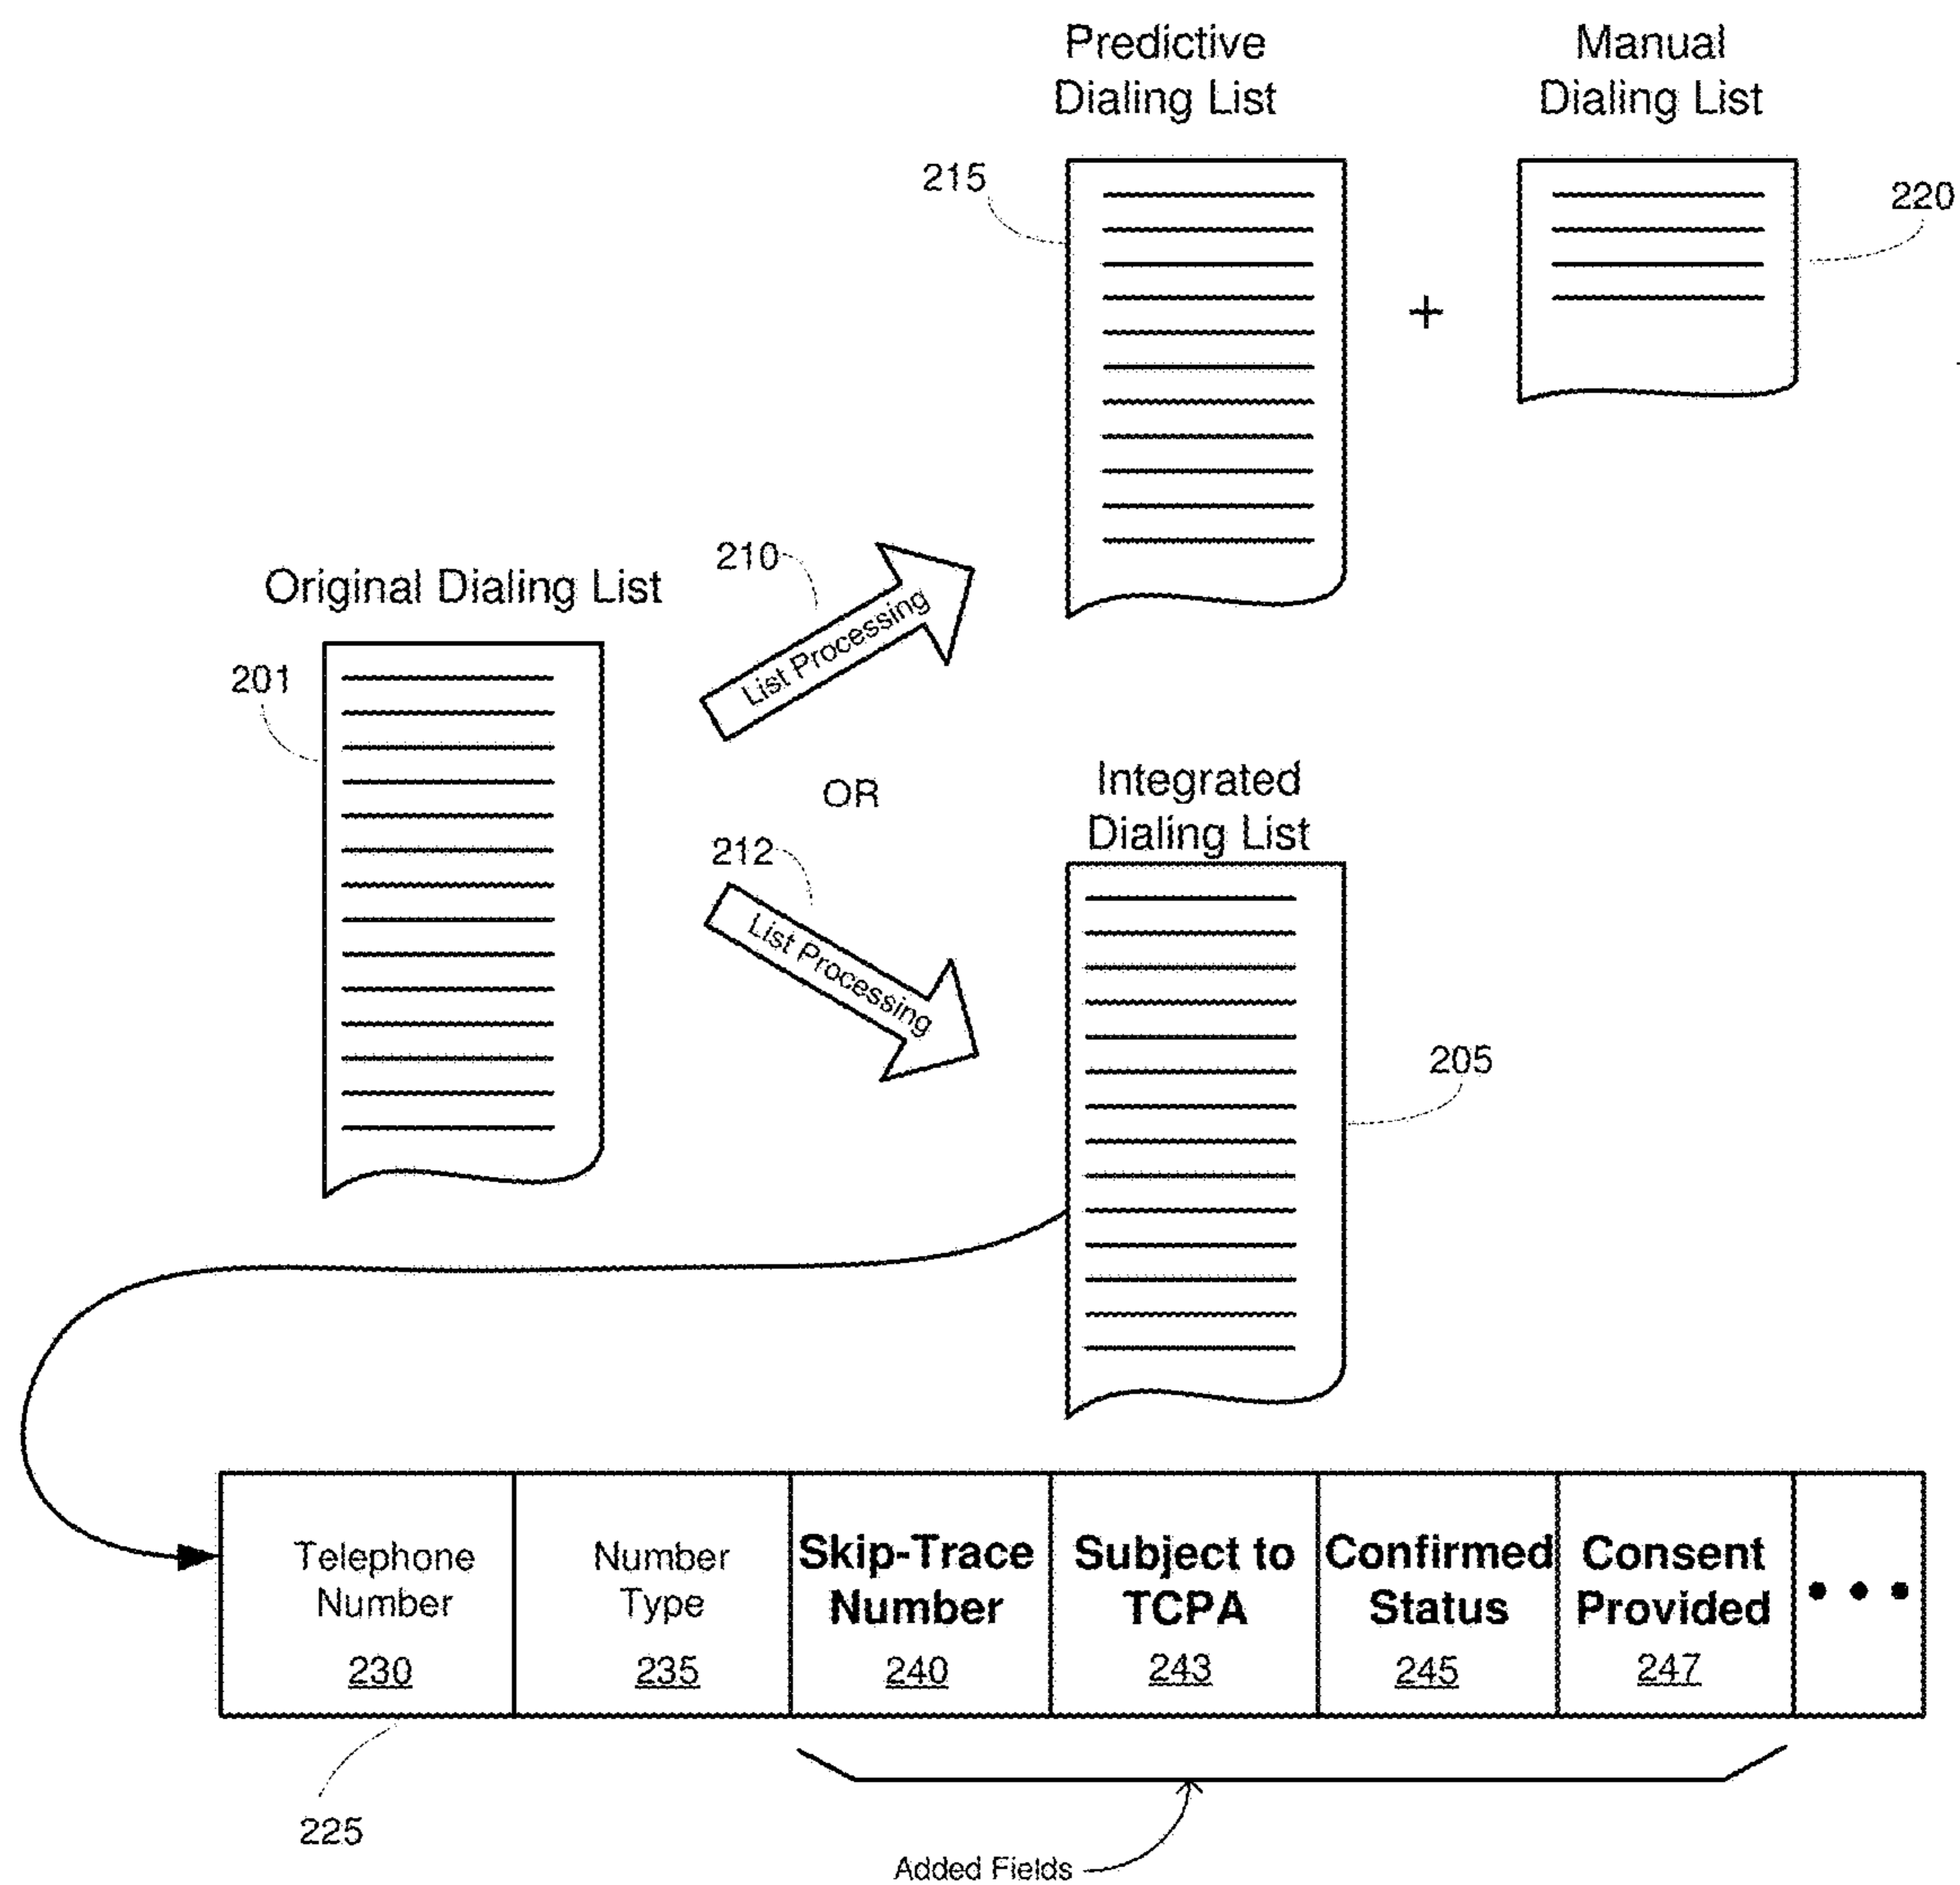 Predictive
Dialing List
Manual
Dialing List
215
220
+
210
List Processing
Original Dialing List
201
OR
Integrated
Dialing List
212
List Processing
205
Telephone
Number
230
Number
Type
235
Skip-Trace
Number
240
Subject to
TCPA
243
Confirmed
Status
245
Consent
Provided
247
• • •
225
Added Fields